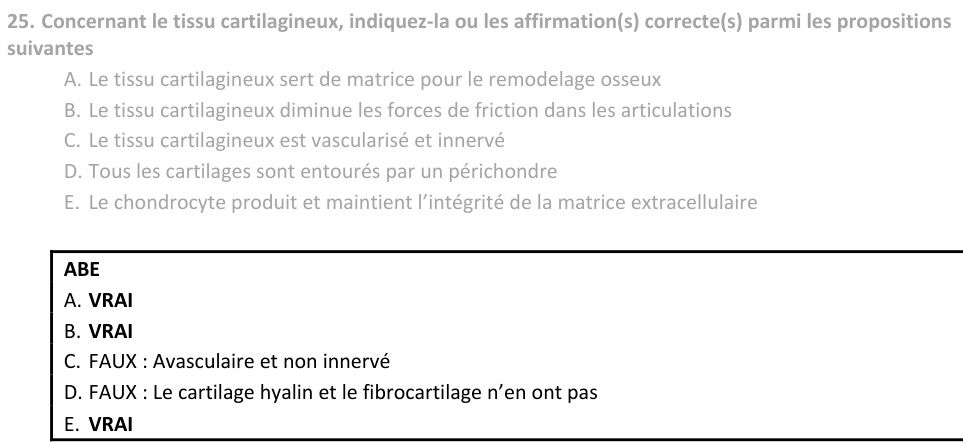 25. Concernant le tissu cartilagineux, indiquez-la ou les affirmation(s) correcte(s) parmi les propositions
suivantes
A. Le tissu cartilagineux sert de matrice pour le remodelage osseux
B. Le tissu cartilagineux diminue les forces de friction dans les articulations
C. Le tissu cartilagineux est vascularisé et innervé
D. Tous les cartilages sont entourés par un périchondre
E. Le chondrocyte produit et maintient l’intégrité de la matrice extracellulaire
ABE
A. VRAI
B. VRAI
C. FAUX : Avasculaire et non innervé
D. FAUX : Le cartilage hyalin et le fibrocartilage n’en ont pas
E. VRAI